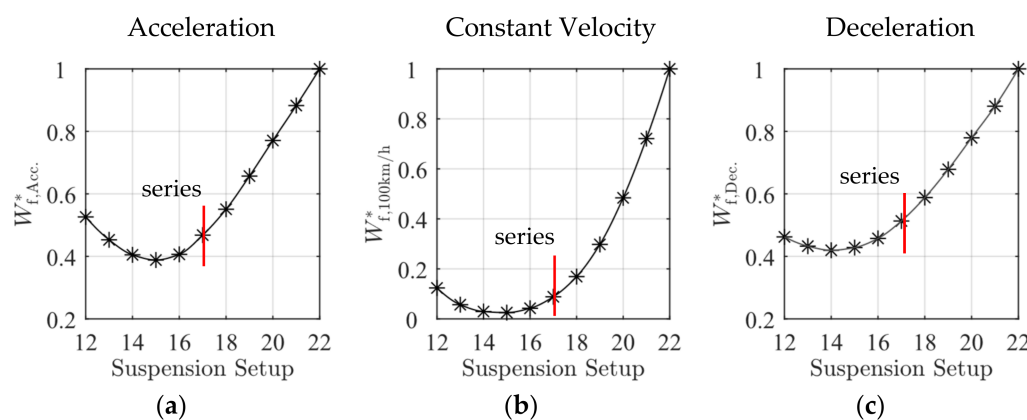 Acceleration
1
0.8
0.6
0.4
0.2
W*f,Acc.
series
12 14 16 18 20 22
Suspension Setup
(a)
Constant Velocity
1
0.8
0.6
0.4
0.2
0
W*f,100km/h
series
12 14 16 18 20 22
Suspension Setup
(b)
Deceleration
1
0.8
0.6
0.4
0.2
W*f,Dec.
series
12 14 16 18 20 22
Suspension Setup
(c)